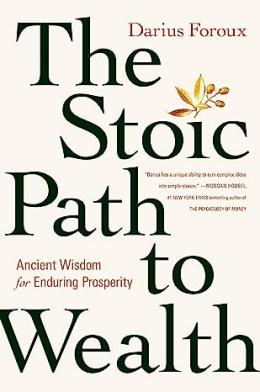 Darius Foroux
The
Stoic
"Darius has a unique ability to turn complex ideas
into simple stories." —MORGAN HOUSEL,
#1 NEW YORK TIMES bestselling author of
THE PSYCHOLOGY OF MONEY
Path
Ancient Wisdom
for Enduring Prosperity
to
Wealth